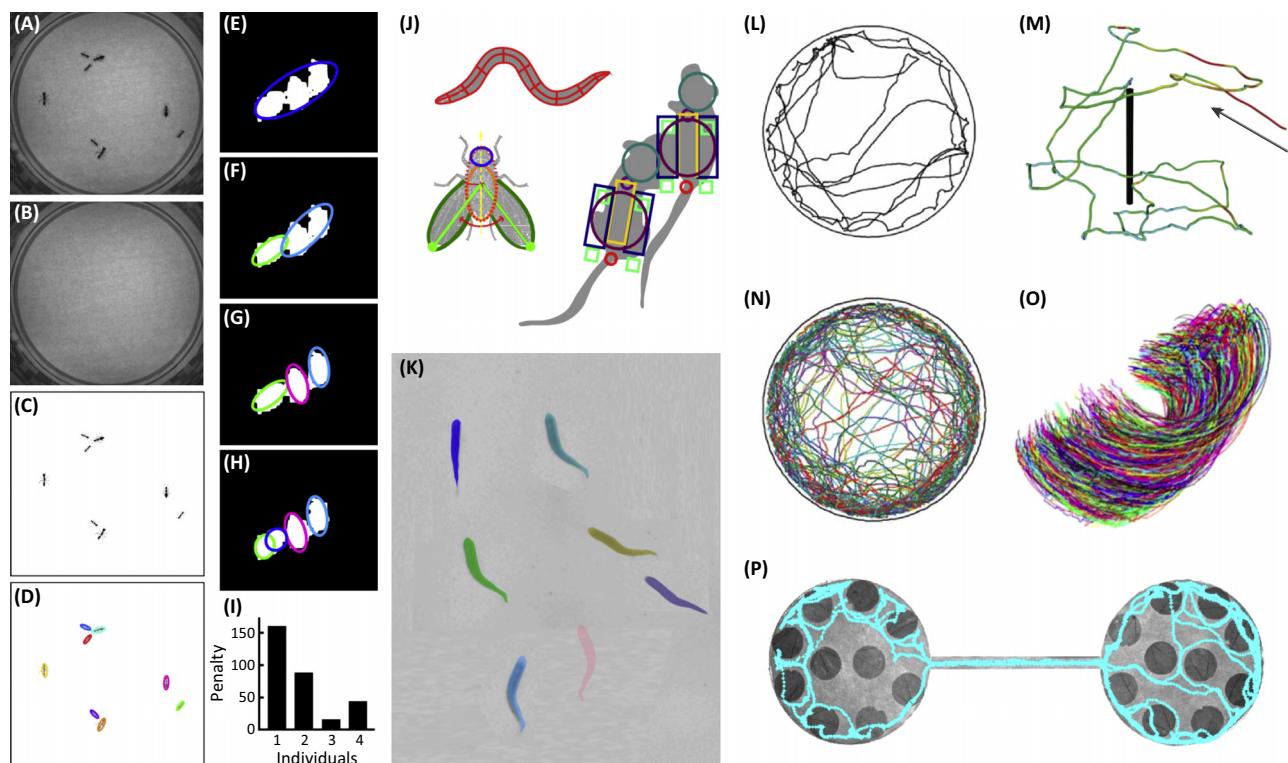 (A)
(B)
(C)
(D)
(E)
(F)
(G)
(H)
(I)
150
100
50
0
Penalty
1 2 3 4
Individuals
(J)
(K)
(L)
(M)
(N)
(O)
(P)